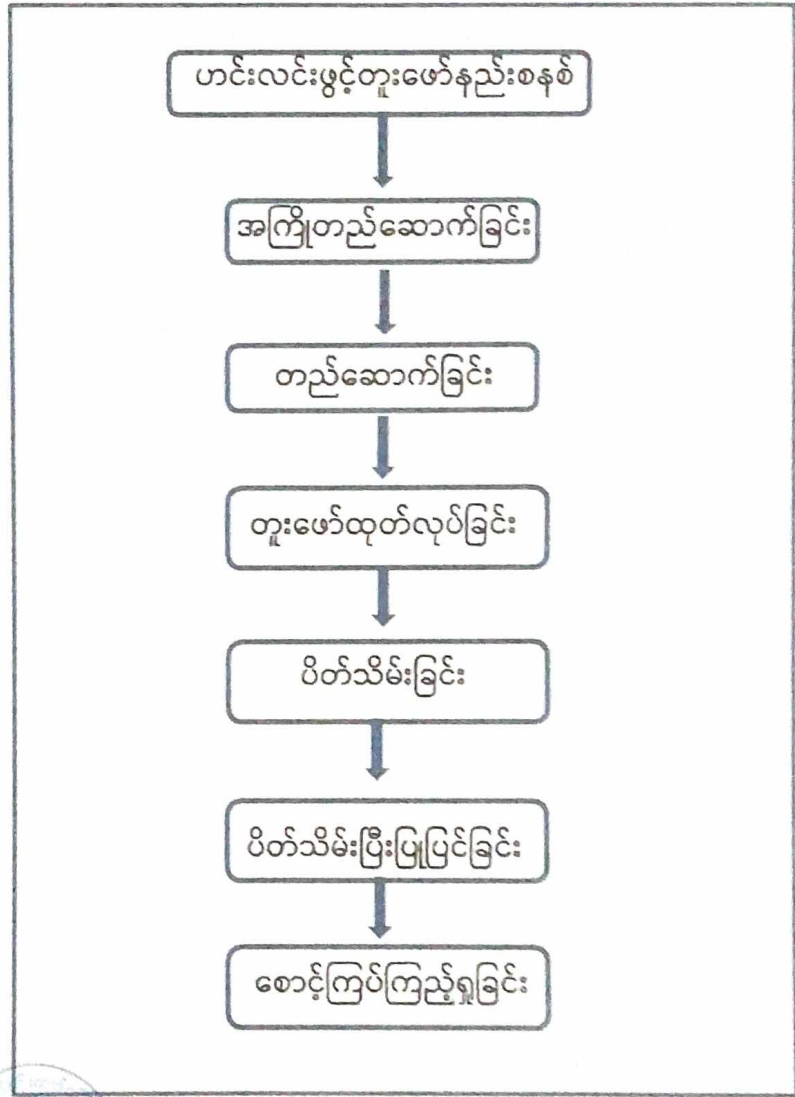 ဟင်းလင်းဖွင့်တူးဖော်နည်းစနစ်
အကြိုတည်ဆောက်ခြင်း
တည်ဆောက်ခြင်း
တူးဖော်ထုတ်လုပ်ခြင်း
ပိတ်သိမ်းခြင်း
ပိတ်သိမ်းပြီးပြုပြင်ခြင်း
စောင့်ကြပ်ကြည့်ရှုခြင်း